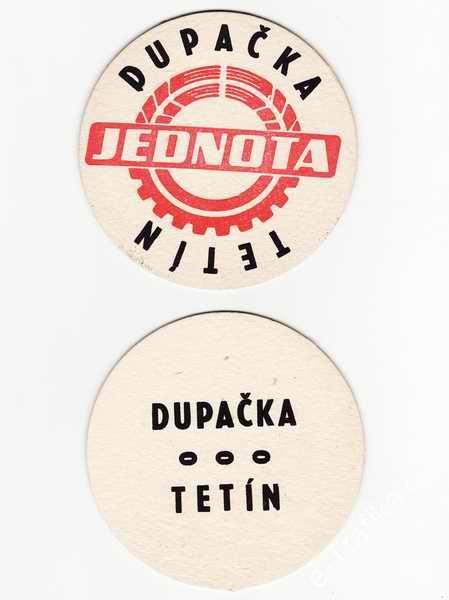 DUPAČKA
JEDNOTA
TETÍN
DUPAČKA
o o o
TETÍN